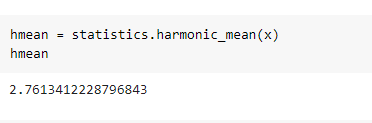 hmean = statistics.harmonic_mean(x)
hmean
2.7613412228796843